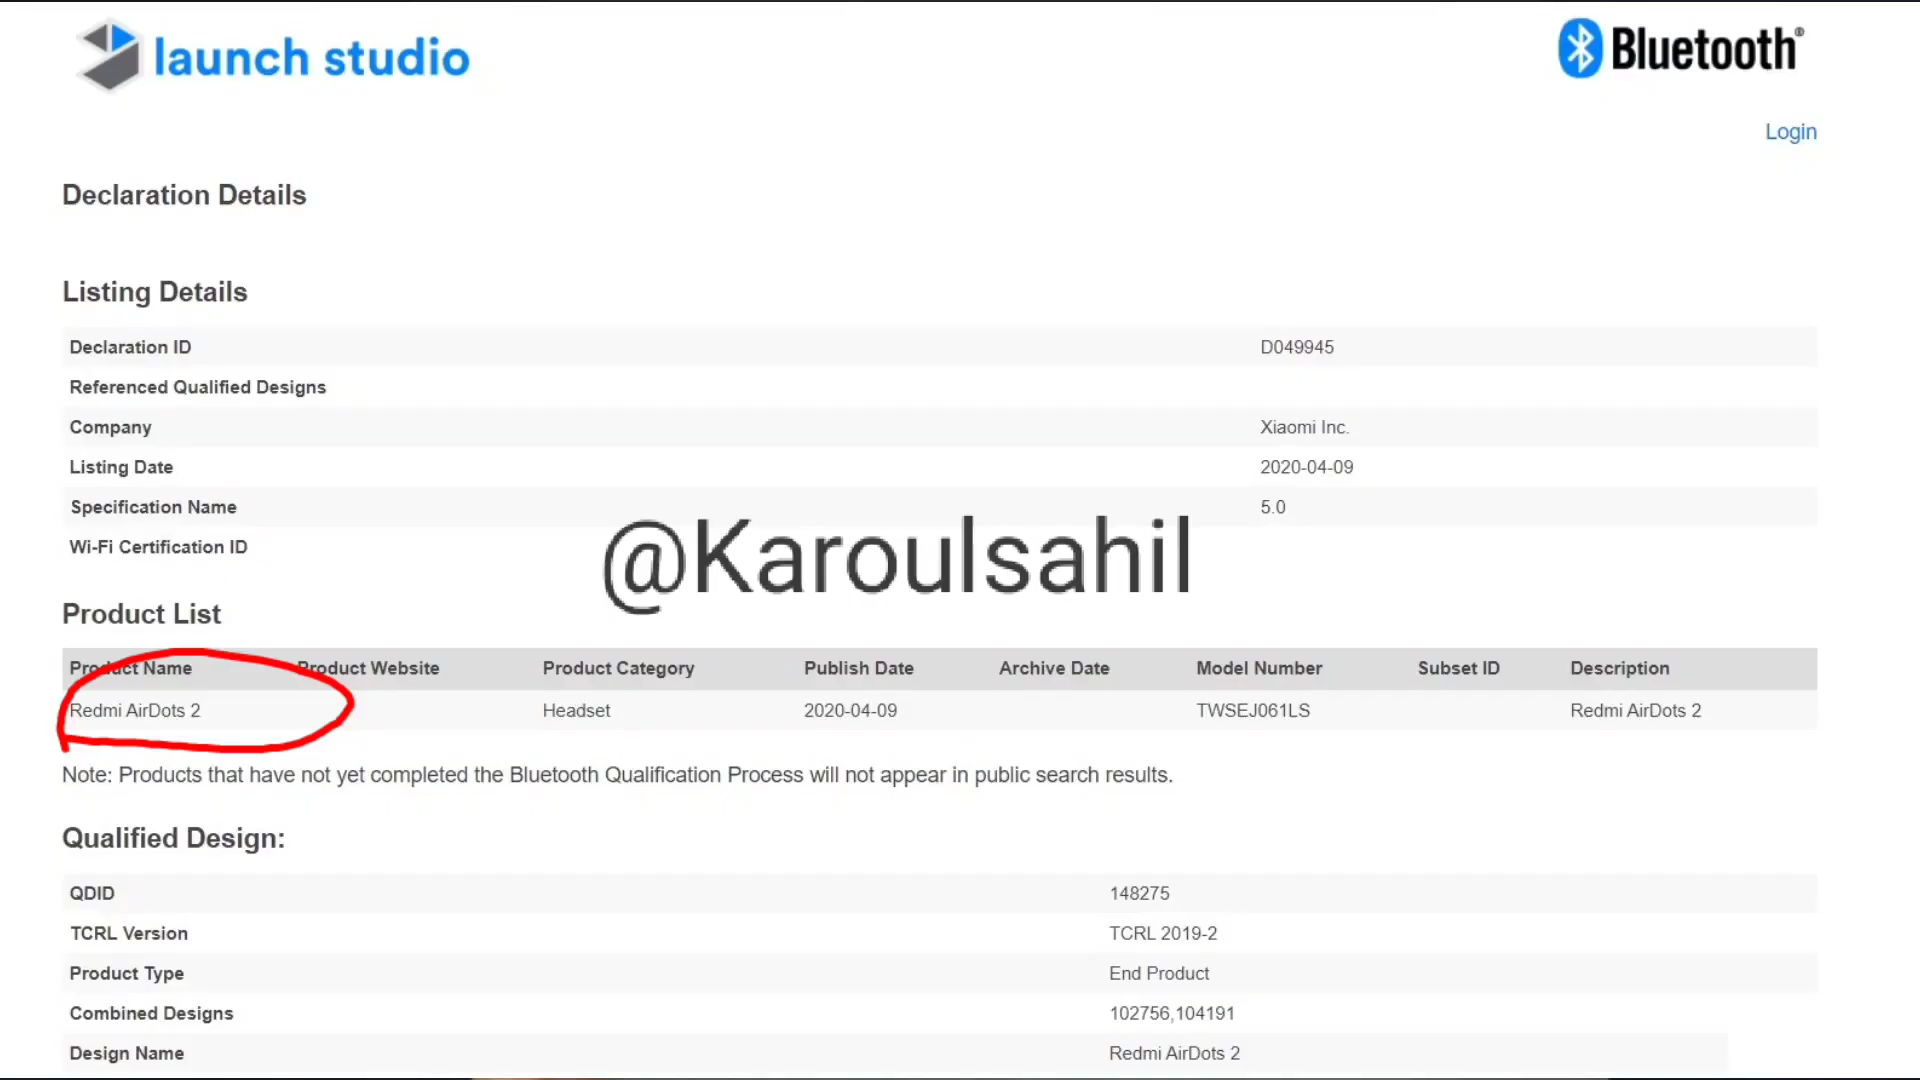 launch studio
Bluetooth®
Login
Declaration Details
Listing Details
Declaration ID D049945
Referenced Qualified Designs
Company Xiaomi Inc.
Listing Date 2020-04-09
Specification Name 5.0
Wi-Fi Certification ID
@Karoulsahil
Product List
Product Name Product Website Product Category Publish Date Archive Date Model Number Subset ID Description
Redmi AirDots 2 Headset 2020-04-09 TWSEJ061LS Redmi AirDots 2
Note: Products that have not yet completed the Bluetooth Qualification Process will not appear in public search results.
Qualified Design:
QDID 148275
TCRL Version TCRL 2019-2
Product Type End Product
Combined Designs 102756,104191
Design Name Redmi AirDots 2